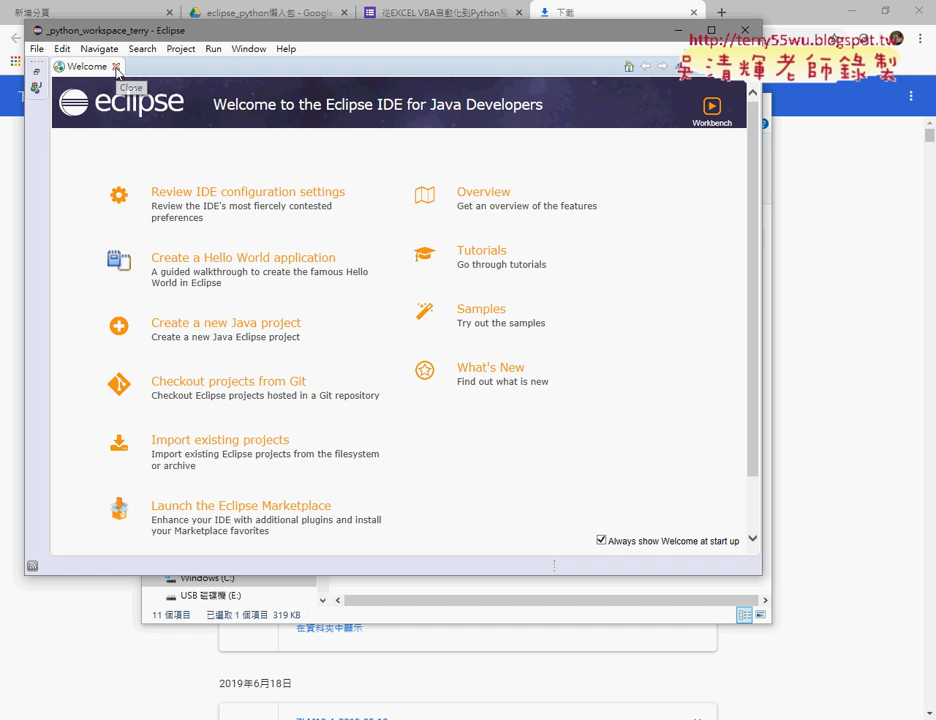 新增分頁
eclipse_python懶人包 - Google
從EXCEL VBA自動化到Python程
下載
_python_workspace_terry - Eclipse
http://terry55wu.blogspot.tw
吳清輝老師錄製
File Edit Navigate Search Project Run Window Help
Welcome
Close
eclipse
Welcome to the Eclipse IDE for Java Developers
Workbench
Review IDE configuration settings
Review the IDE's most fiercely contested
preferences
Overview
Get an overview of the features
Create a Hello World application
A guided walkthrough to create the famous Hello
World in Eclipse
Tutorials
Go through tutorials
Create a new Java project
Create a new Java Eclipse project
Samples
Try out the samples
Checkout projects from Git
Checkout Eclipse projects hosted in a Git repository
What's New
Find out what is new
Import existing projects
Import existing Eclipse projects from the filesystem
or archive
Launch the Eclipse Marketplace
Enhance your IDE with additional plugins and install
your Marketplace favorites
Always show Welcome at start up
Windows (C:)
USB 磁碟機 (E:)
11 個項目 已選取 1 個項目 319 KB
在資料夾中顯示
2019年6月18日